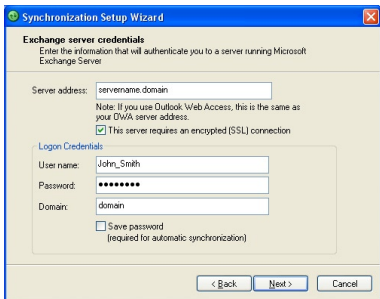 Synchronization Setup Wizard
Exchange server credentials
Enter the information that will authenticate you to a server running Microsoft
Exchange Server
Server address: servername.domain
Note: If you use Outlook Web Access, this is the same as
your OWA server address.
This server requires an encrypted (SSL) connection
Logon Credentials
User name: John_Smith
Password: ●●●●●●●●
Domain: domain
Save password
(required for automatic synchronization)
< Back Next > Cancel